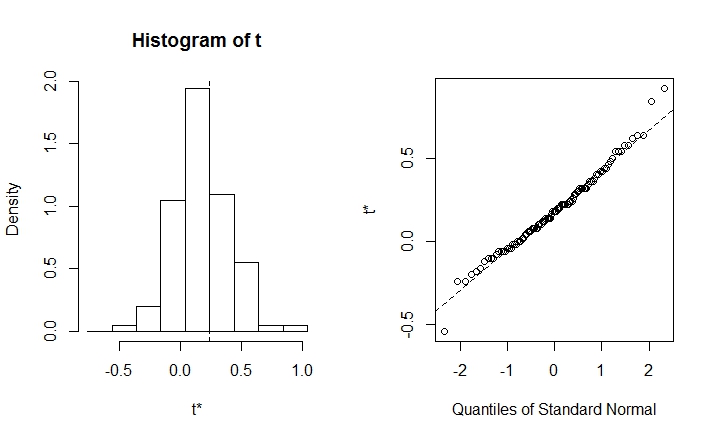 Histogram of t
Density
0.0 0.5 1.0 1.5 2.0
-0.5 0.0 0.5 1.0
t*
t*
-0.5 0.0 0.5
-2 -1 0 1 2
Quantiles of Standard Normal